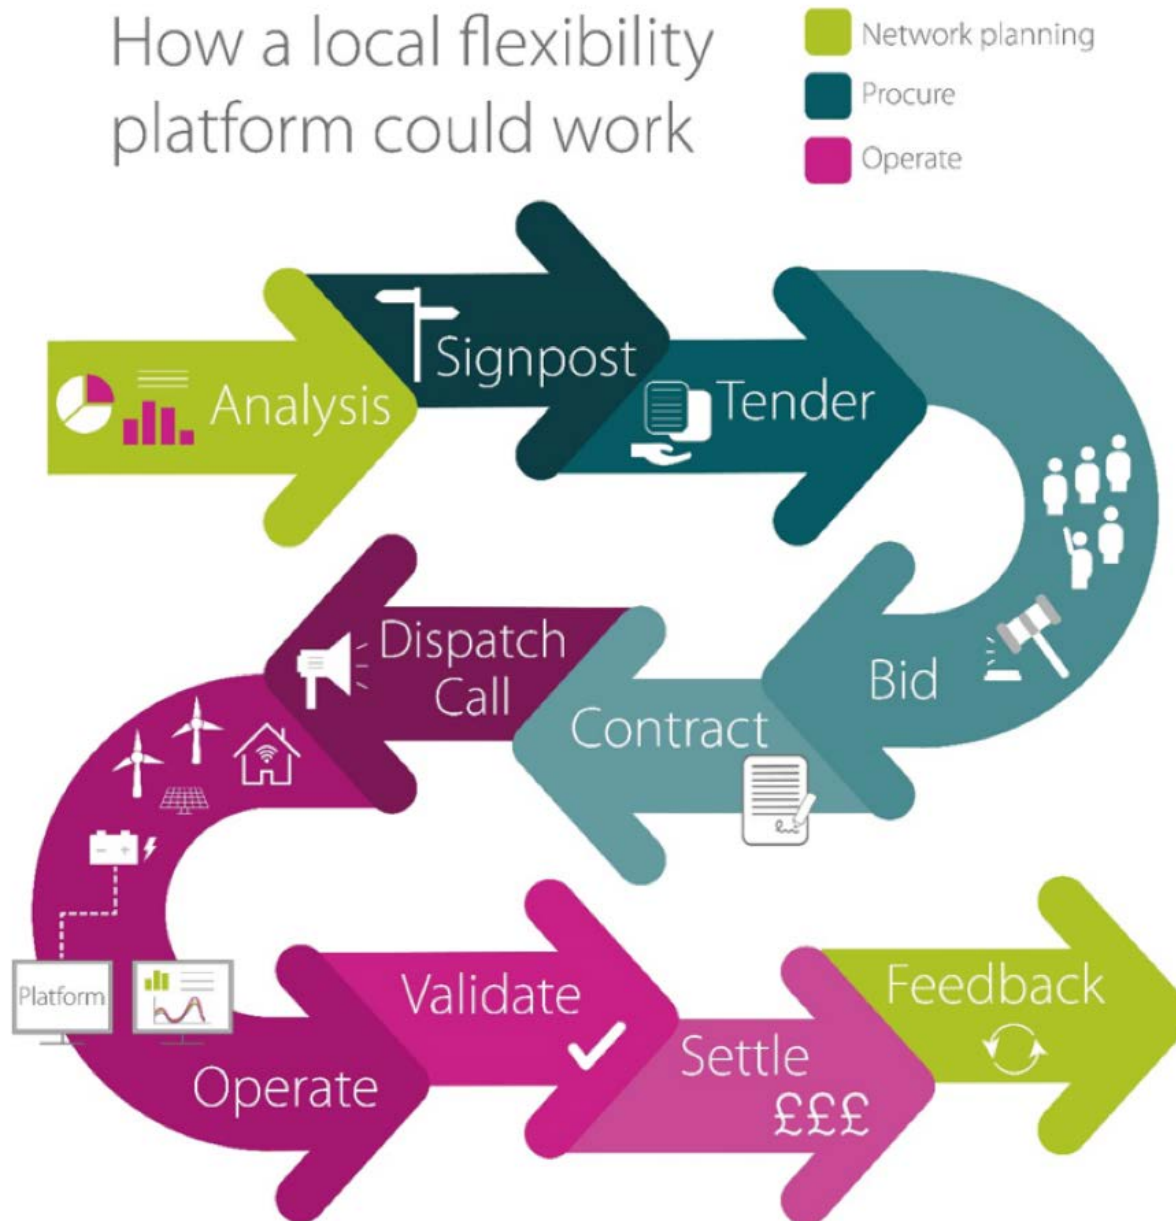 How a local flexibility
platform could work
Network planning
Procure
Operate
Analysis
Signpost
Tender
Bid
Contract
Dispatch
Call
Platform
Operate
Validate
Settle
£££
Feedback